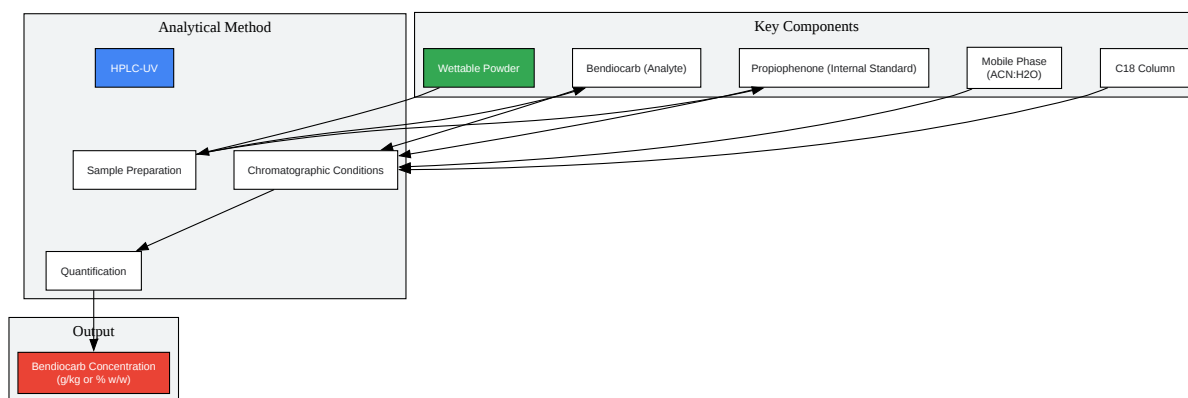 Analytical Method
Key Components
HPLC-UV
Wettable Powder
Bendiocarb (Analyte)
Propiophenone (Internal Standard)
Mobile Phase
(ACN:H2O)
C18 Column
Sample Preparation
Chromatographic Conditions
Quantification
Output
Bendiocarb Concentration
(g/kg or % w/w)